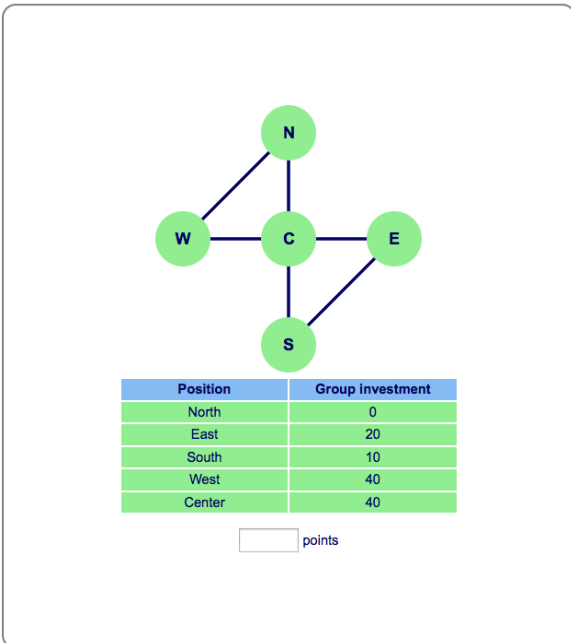 N
W C E
S
Position Group investment
North 0
East 20
South 10
West 40
Center 40
points